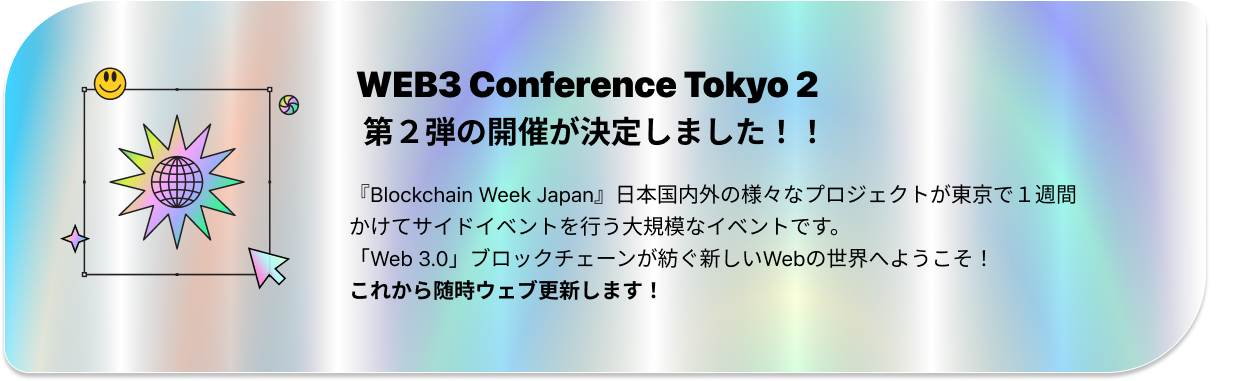 WEB3 Conference Tokyo 2
第２弾の開催が決定しました！！
『Blockchain Week Japan』日本国内外の様々なプロジェクトが東京で１週間
かけてサイドイベントを行う大規模なイベントです。
「Web 3.0」ブロックチェーンが紡ぐ新しいWebの世界へようこそ！
これから随時ウェブ更新します！